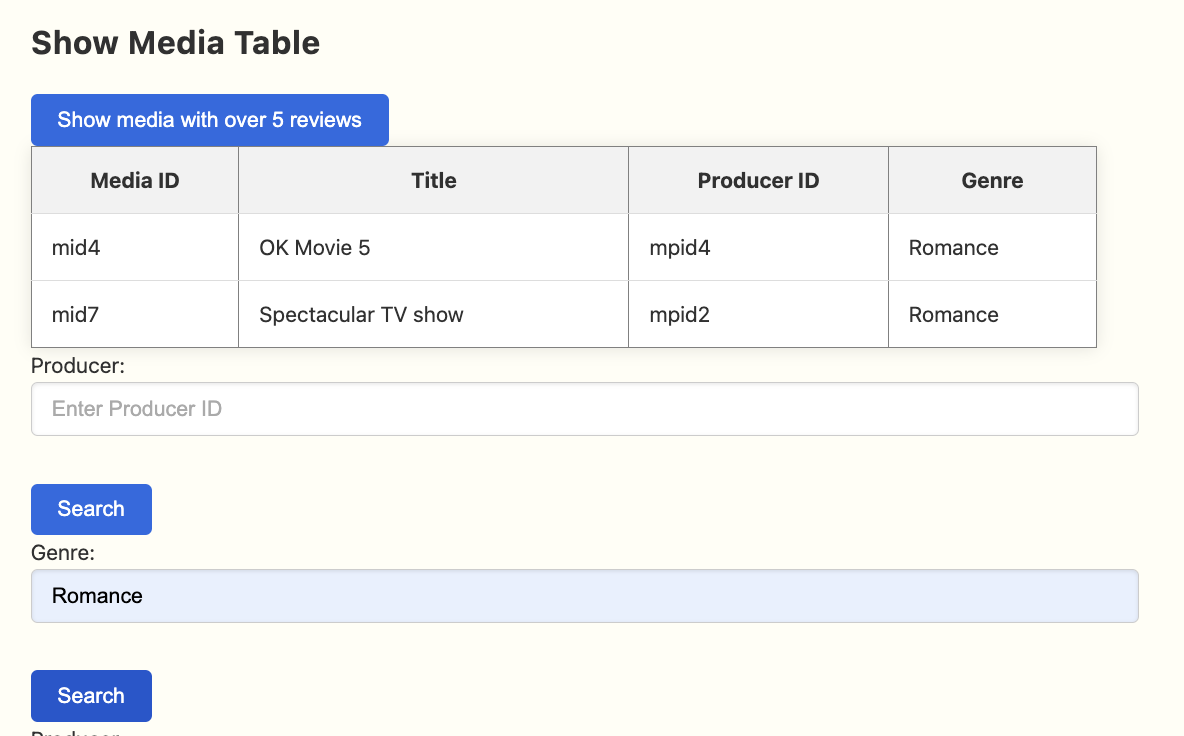 Show Media Table
Show media with over 5 reviews
Media ID Title Producer ID Genre
mid4 OK Movie 5 mpid4 Romance
mid7 Spectacular TV show mpid2 Romance
Producer:
Enter Producer ID
Search
Genre:
Romance
Search